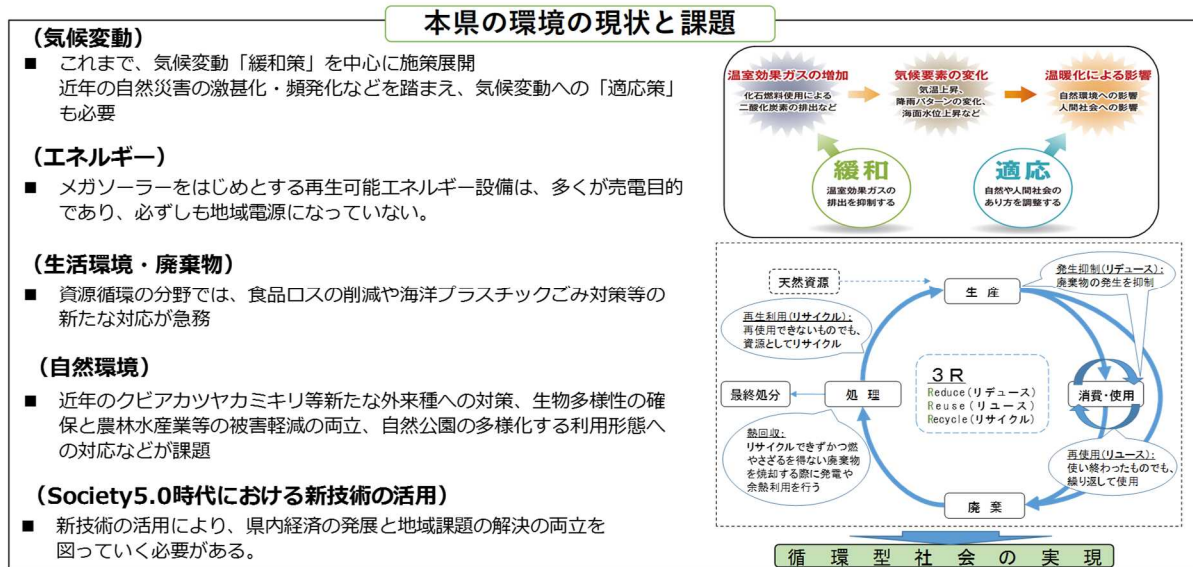 本県の環境の現状と課題
（気候変動）
■ これまで、気候変動「緩和策」を中心に施策展開
近年の自然災害の激甚化・頻発化などを踏まえ、気候変動への「適応策」
も必要
（エネルギー）
■ メガソーラーをはじめとする再生可能エネルギー設備は、多くが売電目的
であり、必ずしも地域電源になっていない。
（生活環境・廃棄物）
■ 資源循環の分野では、食品ロスの削減や海洋プラスチックごみ対策等の
新たな対応が急務
（自然環境）
■ 近年のクビアカツヤカミキリ等新たな外来種への対策、生物多様性の確
保と農林水産業等の被害軽減の両立、自然公園の多様化する利用形態へ
の対応などが課題
（Society5.0時代における新技術の活用）
■ 新技術の活用により、県内経済の発展と地域課題の解決の両立を
図っていく必要がある。
温室効果ガスの増加
化石燃料使用による
二酸化炭素の排出など
気候要素の変化
気温上昇、
降雨パターンの変化、
海面水位上昇など
温暖化による影響
自然環境への影響
人間社会への影響
緩和
温室効果ガスの
排出を抑制する
適応
自然や人間社会の
あり方を調整する
天然資源
生産
発生抑制(リデュース):
廃棄物の発生を抑制
再生利用(リサイクル):
再使用できないものでも、
資源としてリサイクル
3R
Reduce(リデュース)
Reuse(リユース)
Recycle(リサイクル)
最終処分
処理
消費・使用
熱回収:
リサイクルできずかつ燃
やさざるを得ない廃棄物
を焼却する際に発電や
余熱利用を行う
再使用(リユース):
使い終わったものでも、
繰り返して使用
廃棄
循環型社会の実現